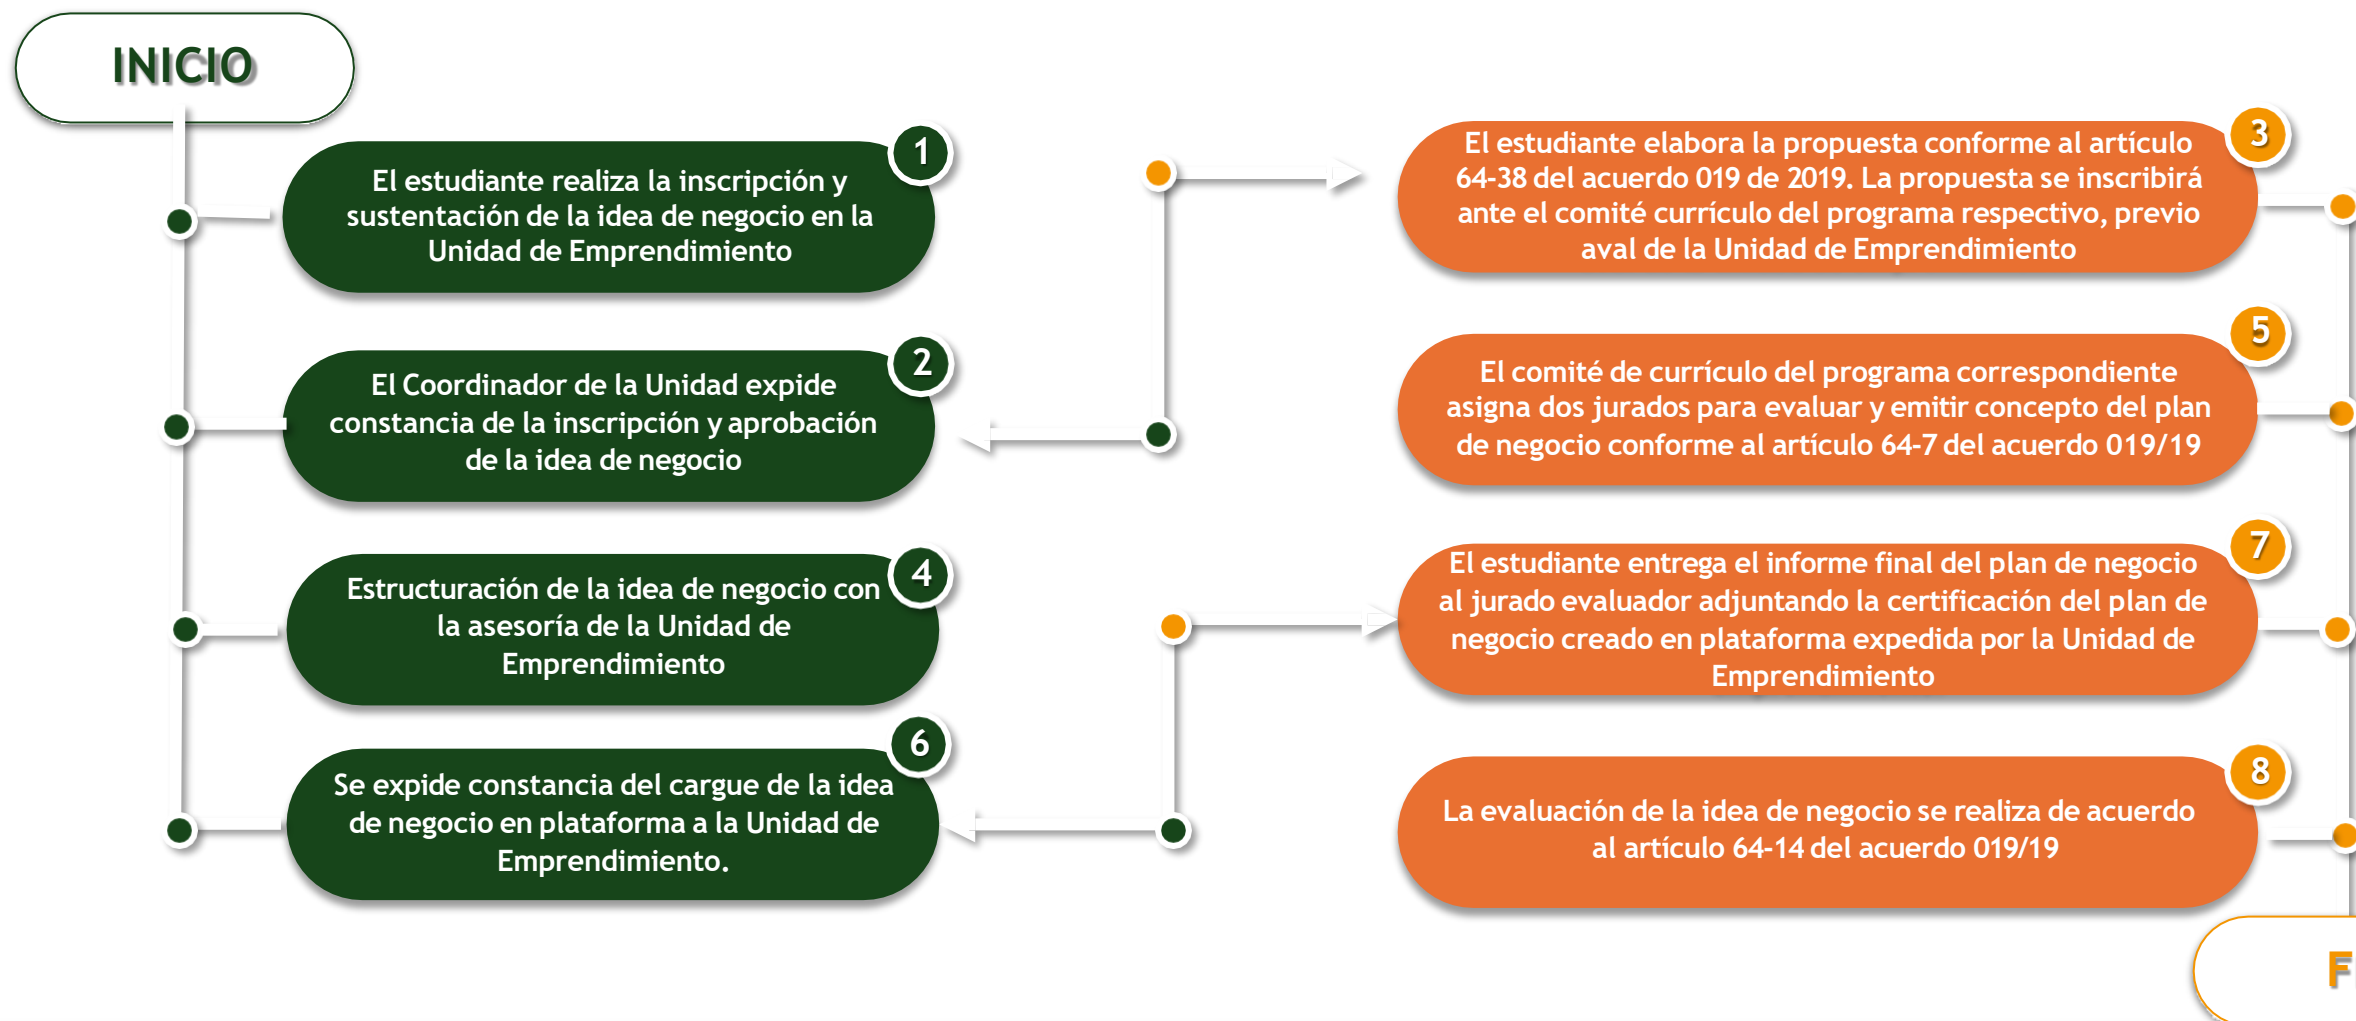 INICIO
1
El estudiante realiza la inscripción y
sustentación de la idea de negocio en la
Unidad de Emprendimiento
2
El Coordinador de la Unidad expide
constancia de la inscripción y aprobación
de la idea de negocio
3
El estudiante elabora la propuesta conforme al artículo
64-38 del acuerdo 019 de 2019. La propuesta se inscribirá
ante el comité currículo del programa respectivo, previo
aval de la Unidad de Emprendimiento
4
Estructuración de la idea de negocio con
la asesoría de la Unidad de
Emprendimiento
5
El comité de currículo del programa correspondiente
asigna dos jurados para evaluar y emitir concepto del plan
de negocio conforme al artículo 64-7 del acuerdo 019/19
6
Se expide constancia del cargue de la idea
de negocio en plataforma a la Unidad de
Emprendimiento.
7
El estudiante entrega el informe final del plan de negocio
al jurado evaluador adjuntando la certificación del plan de
negocio creado en plataforma expedida por la Unidad de
Emprendimiento
8
La evaluación de la idea de negocio se realiza de acuerdo
al artículo 64-14 del acuerdo 019/19